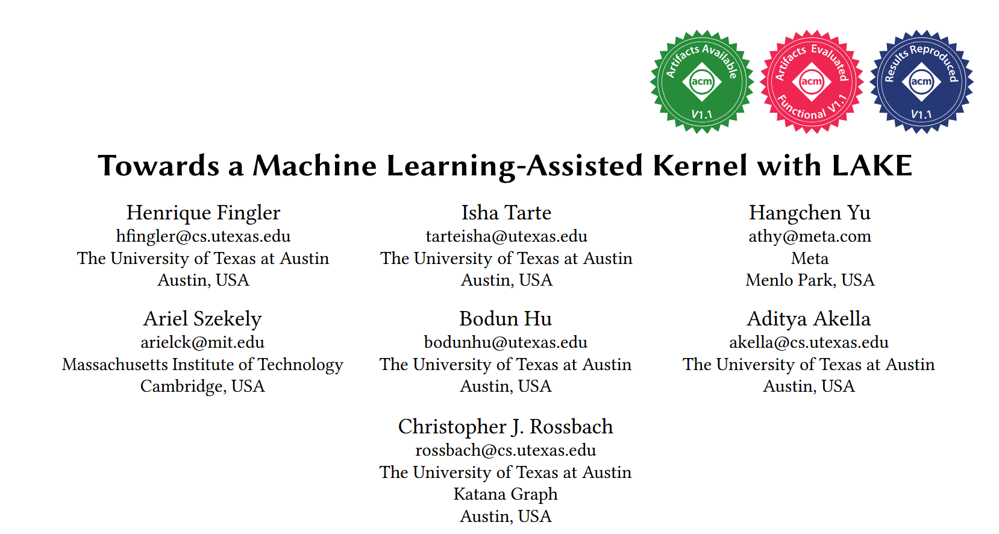 Artifacts Available
acm
V1.1
Artifacts Evaluated
acm
Functional V1.1
Results Reproduced
acm
V1.1
Towards a Machine Learning-Assisted Kernel with LAKE
Henrique Fingler
hfingler@cs.utexas.edu
The University of Texas at Austin
Austin, USA
Isha Tarte
tarteisha@utexas.edu
The University of Texas at Austin
Austin, USA
Hangchen Yu
athy@meta.com
Meta
Menlo Park, USA
Ariel Szekely
arielck@mit.edu
Massachusetts Institute of Technology
Cambridge, USA
Bodun Hu
bodunhu@utexas.edu
The University of Texas at Austin
Austin, USA
Aditya Akella
akella@cs.utexas.edu
The University of Texas at Austin
Austin, USA
Christopher J. Rossbach
rossbach@cs.utexas.edu
The University of Texas at Austin
Katana Graph
Austin, USA